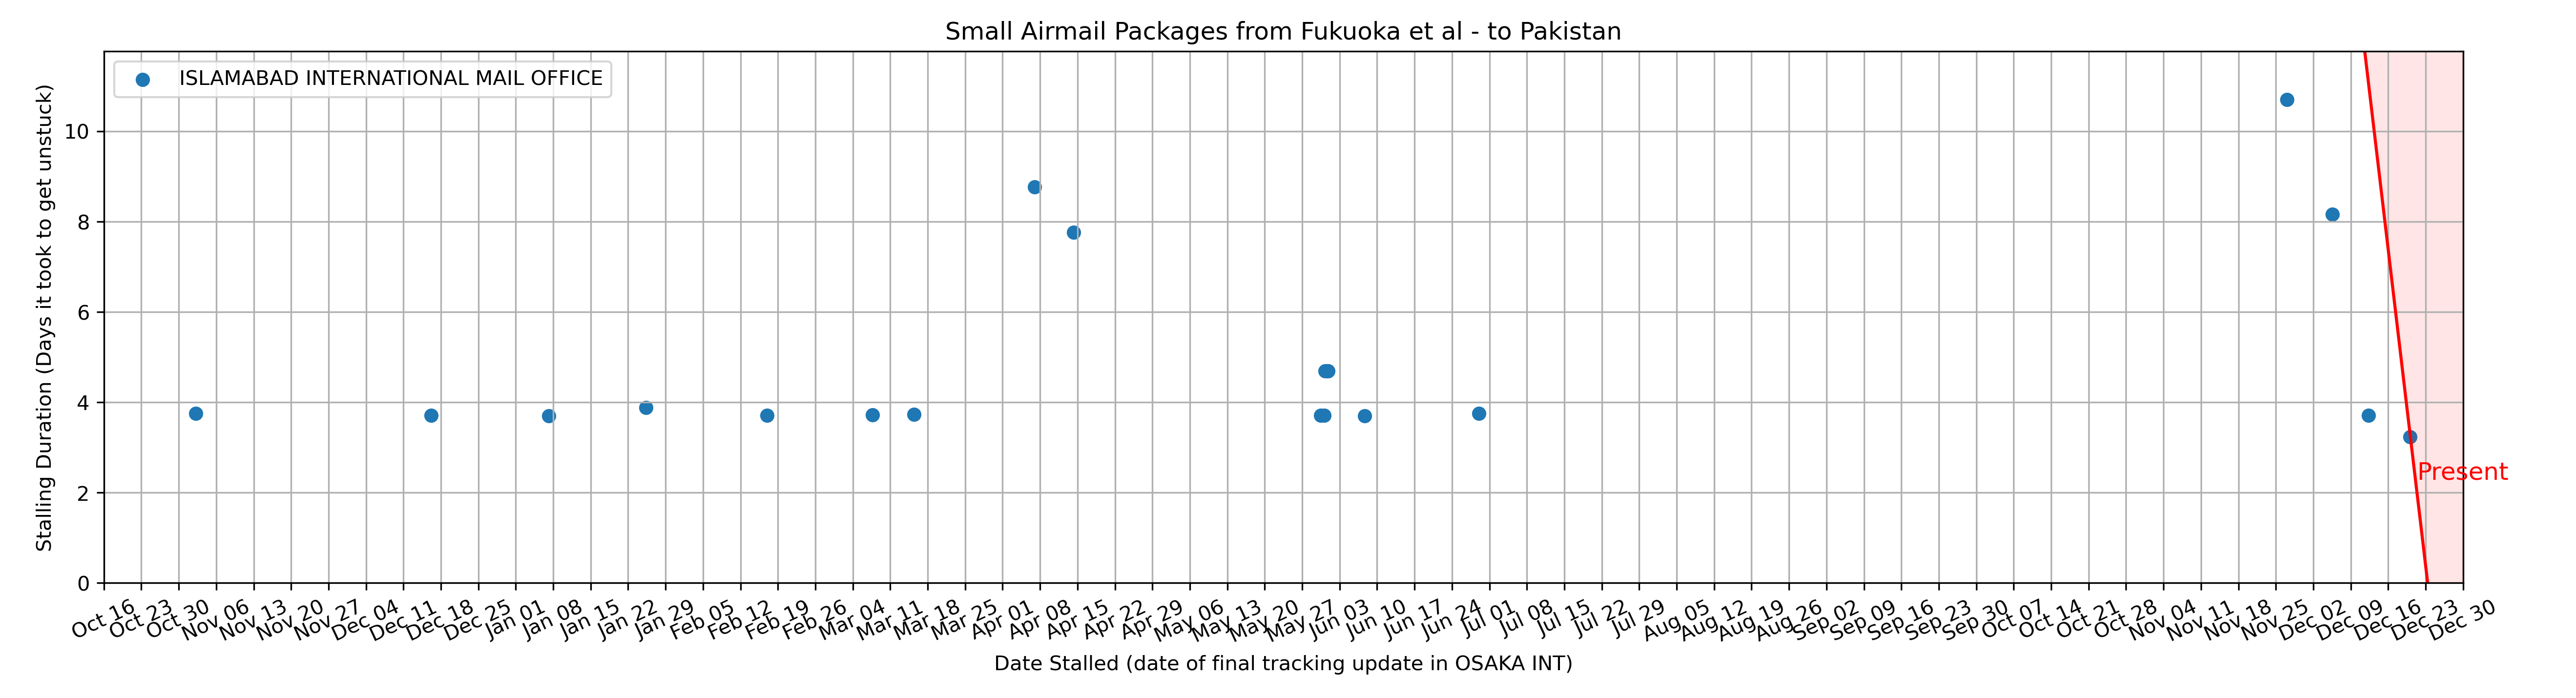 Small Airmail Packages from Fukuoka et al - to Pakistan
ISLAMABAD INTERNATIONAL MAIL OFFICE
Stalling Duration (Days it took to get unstuck)
10
8
6
4
2
0
Present
Oct 16
Oct 23
Oct 30
Nov 06
Nov 13
Nov 20
Nov 27
Dec 04
Dec 11
Dec 18
Dec 25
Jan 01
Jan 08
Jan 15
Jan 22
Jan 29
Feb 05
Feb 12
Feb 19
Feb 26
Mar 04
Mar 11
Mar 18
Mar 25
Apr 01
Apr 08
Apr 15
Apr 22
Apr 29
May 06
May 13
May 20
May 27
Jun 03
Jun 10
Jun 17
Jun 24
Jul 01
Jul 08
Jul 15
Jul 22
Jul 29
Aug 05
Aug 12
Aug 19
Aug 26
Sep 02
Sep 09
Sep 16
Sep 23
Sep 30
Oct 07
Oct 14
Oct 21
Oct 28
Nov 04
Nov 11
Nov 18
Nov 25
Dec 02
Dec 09
Dec 16
Dec 23
Dec 30
Date Stalled (date of final tracking update in OSAKA INT)